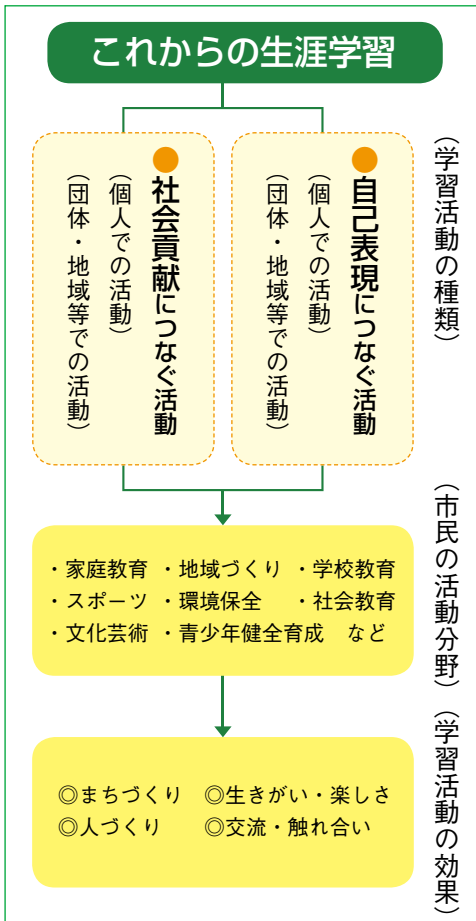 これからの生涯学習
（学習活動の種類）
●自己表現につなぐ活動
（個人での活動）
（団体・地域等での活動）
●社会貢献につなぐ活動
（個人での活動）
（団体・地域等での活動）
（市民の活動分野）
・家庭教育 ・地域づくり ・学校教育
・スポーツ ・環境保全 ・社会教育
・文化芸術 ・青少年健全育成 など
（学習活動の効果）
◎まちづくり ◎生きがい・楽しさ
◎人づくり ◎交流・触れ合い